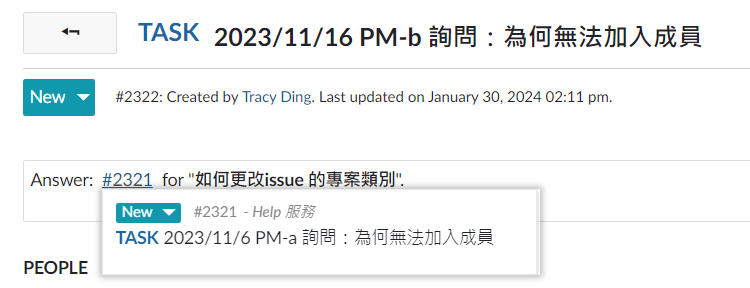 TASK 2023/11/16 PM-b 詢問：為何無法加入成員
New #2322: Created by Tracy Ding. Last updated on January 30, 2024 02:11 pm.
Answer: #2321 for "如何更改issue 的專案類別".
New #2321 - Help 服務
TASK 2023/11/6 PM-a 詢問：為何無法加入成員
PEOPLE